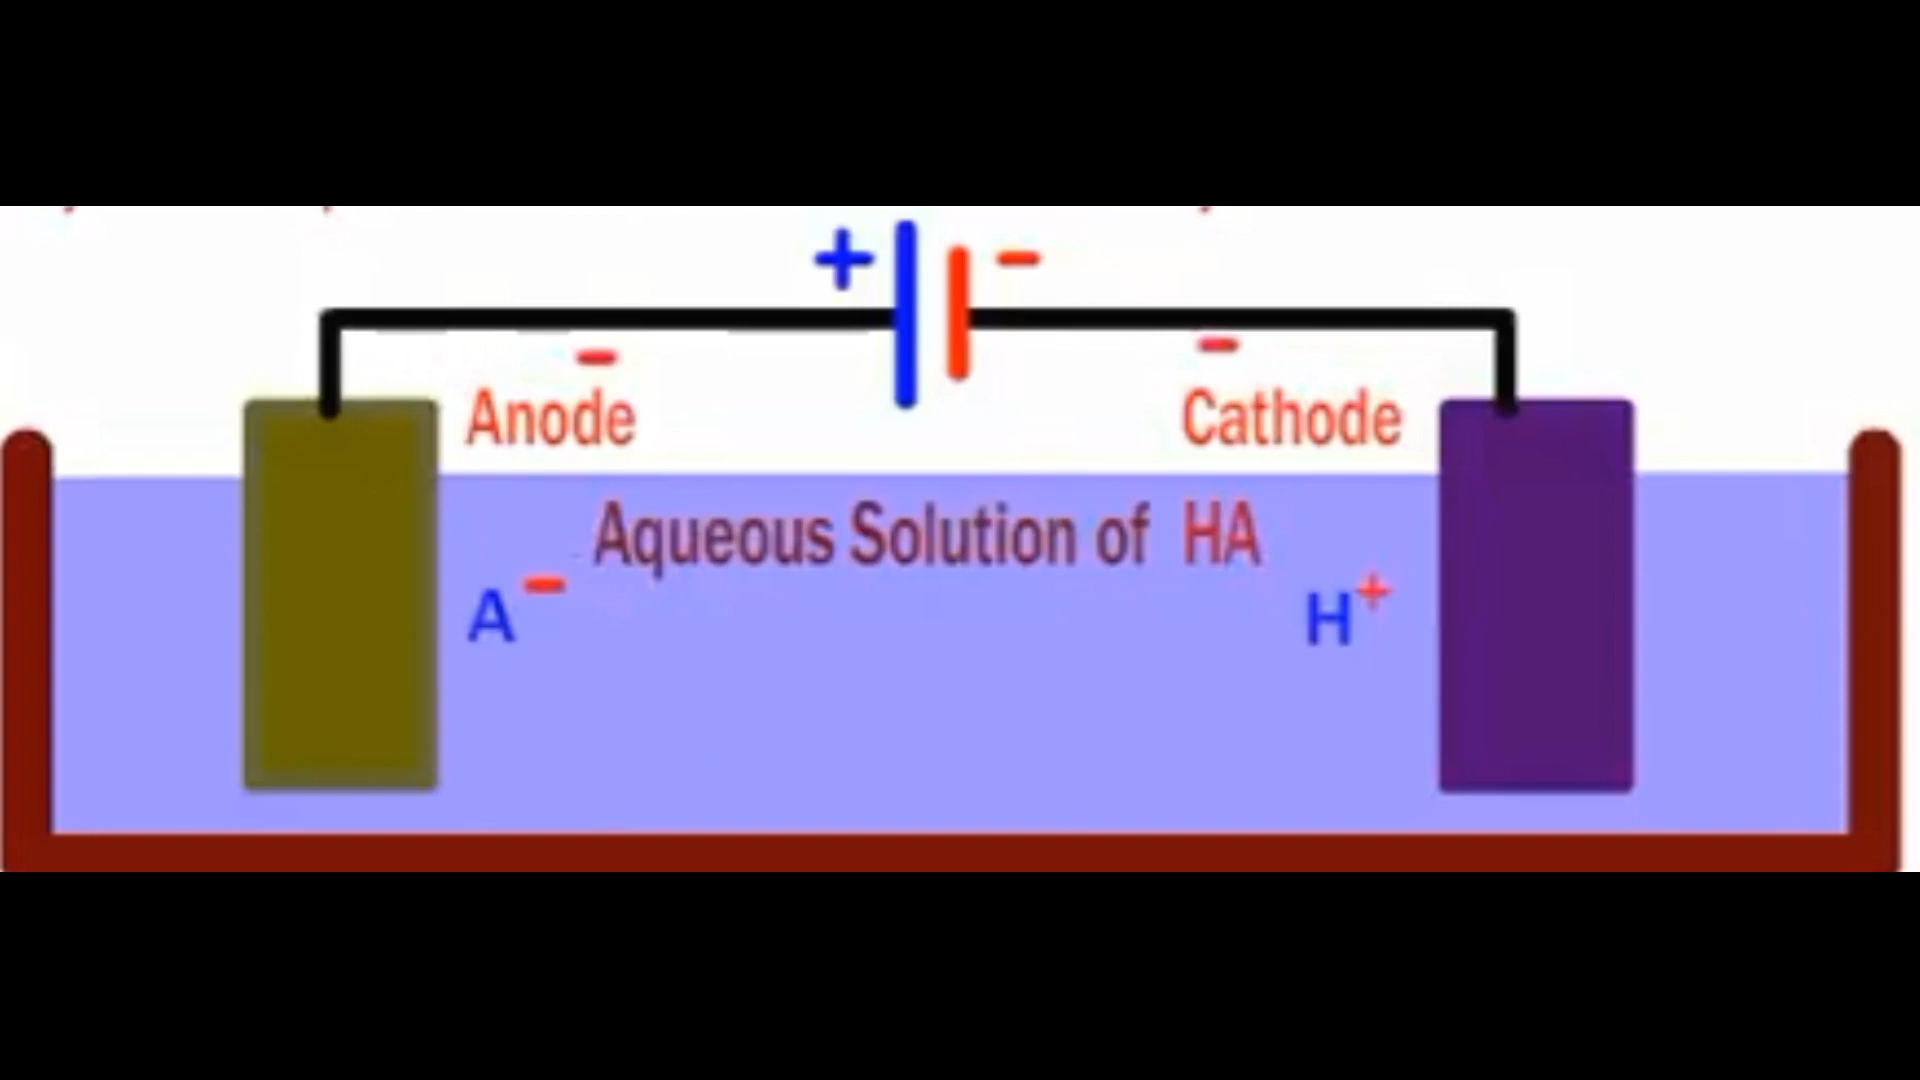 + -
- -
Anode Cathode
Aqueous Solution of HA
A- H+